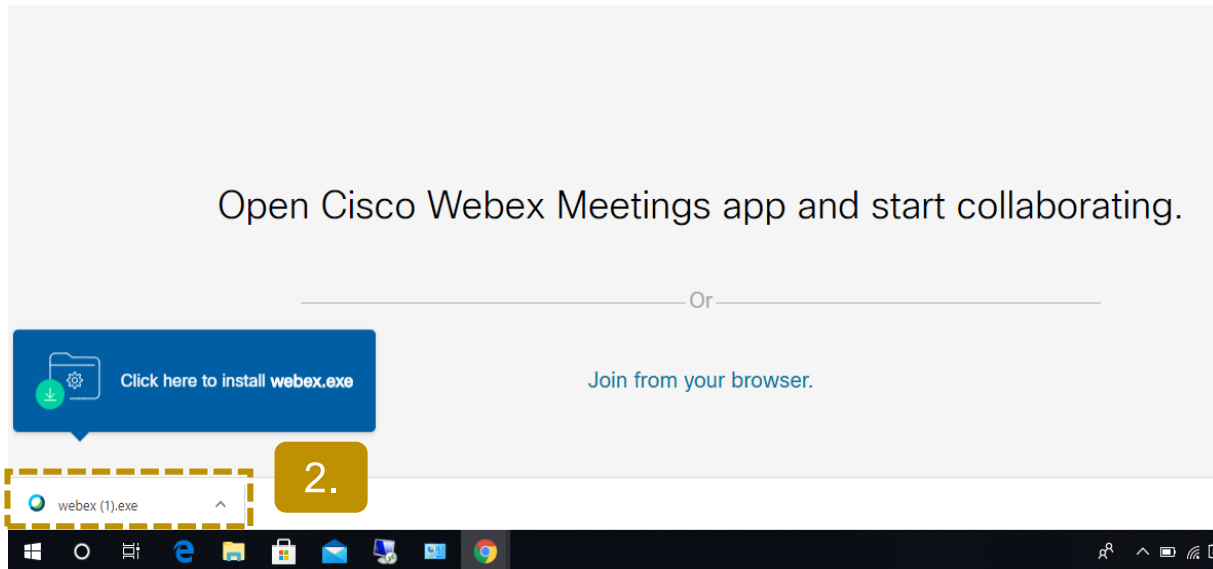 Open Cisco Webex Meetings app and start collaborating.
Or
Click here to install webex.exe
Join from your browser.
2.
webex (1).exe